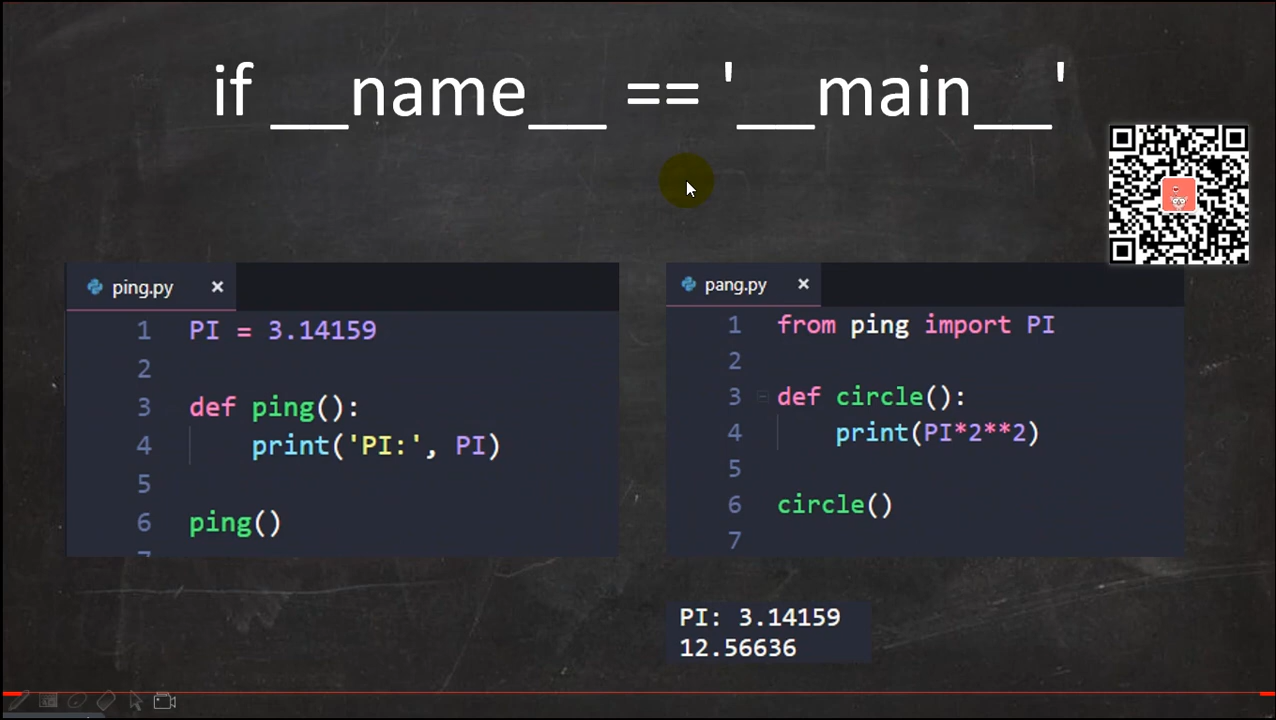 if __name__ == '__main__'
ping.py ×
1 PI = 3.14159
2
3 def ping():
4     print('PI:', PI)
5
6 ping()
pang.py ×
1 from ping import PI
2
3 def circle():
4     print(PI*2**2)
5
6 circle()
7
PI: 3.14159
12.56636